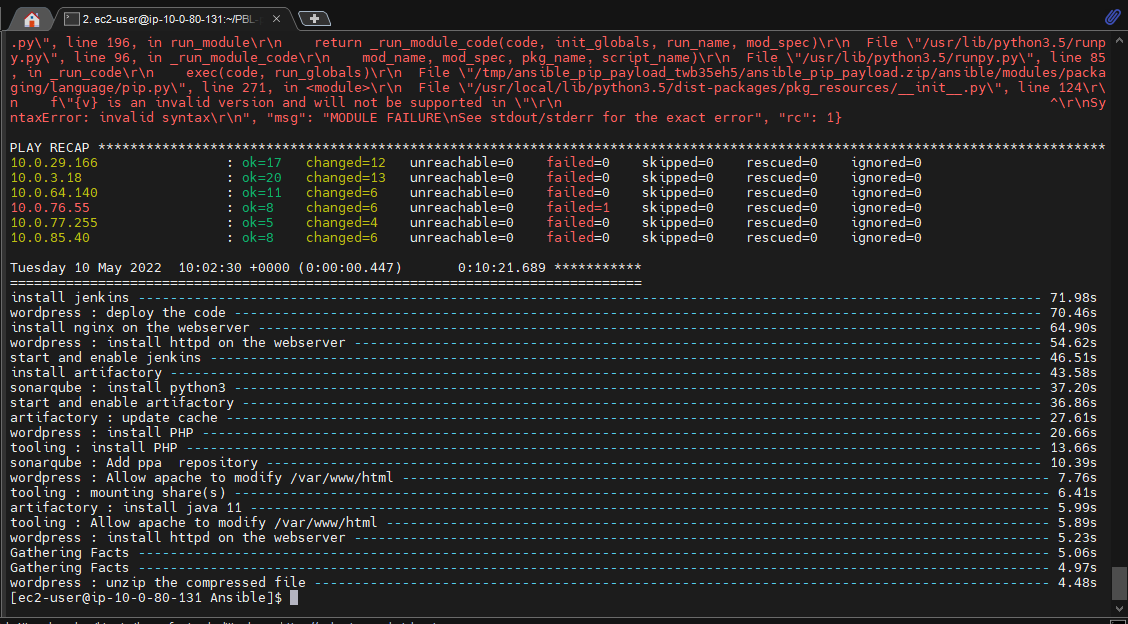 2. ec2-user@ip-10-0-80-131:~/PBL-
.py\", line 196, in run_module\r\n    return _run_module_code(code, init_globals, run_name, mod_spec)\r\n  File \"/usr/lib/python3.5/runp
y.py\", line 96, in _run_module_code\r\n    mod_name, mod_spec, pkg_name, script_name)\r\n  File \"/usr/lib/python3.5/runpy.py\", line 85
, in _run_code\r\n    exec(code, run_globals)\r\n  File \"/tmp/ansible_pip_payload_twb35eh5/ansible_pip_payload.zip/ansible/modules/packa
ging/language/pip.py\", line 271, in <module>\r\n  File \"/usr/local/lib/python3.5/dist-packages/pkg_resources/__init__.py\", line 124\r\
n    f\"{v} is an invalid version and will not be supported in \"\r\n                                                             ^\r\nSy
ntaxError: invalid syntax\r\n", "msg": "MODULE FAILURE\nSee stdout/stderr for the exact error", "rc": 1}
PLAY RECAP ******************************************************************************************************************************
10.0.29.166                : ok=17   changed=12   unreachable=0    failed=0    skipped=0    rescued=0    ignored=0
10.0.3.18                  : ok=20   changed=13   unreachable=0    failed=0    skipped=0    rescued=0    ignored=0
10.0.64.140                : ok=11   changed=6    unreachable=0    failed=0    skipped=0    rescued=0    ignored=0
10.0.76.55                 : ok=8    changed=6    unreachable=0    failed=1    skipped=0    rescued=0    ignored=0
10.0.77.255                : ok=5    changed=4    unreachable=0    failed=0    skipped=0    rescued=0    ignored=0
10.0.85.40                 : ok=8    changed=6    unreachable=0    failed=0    skipped=0    rescued=0    ignored=0
Tuesday 10 May 2022  10:02:30 +0000 (0:00:00.447)       0:10:21.689 ***********
===============================================================================
install jenkins ----------------------------------------------------------------------------------------------------------------- 71.98s
wordpress : deploy the code ----------------------------------------------------------------------------------------------------- 70.46s
install nginx on the webserver -------------------------------------------------------------------------------------------------- 64.90s
wordpress : install httpd on the webserver -------------------------------------------------------------------------------------- 54.62s
start and enable jenkins -------------------------------------------------------------------------------------------------------- 46.51s
install artifactory ------------------------------------------------------------------------------------------------------------- 43.58s
sonarqube : install python3 ----------------------------------------------------------------------------------------------------- 37.20s
start and enable artifactory ---------------------------------------------------------------------------------------------------- 36.86s
artifactory : update cache ------------------------------------------------------------------------------------------------------ 27.61s
wordpress : install PHP --------------------------------------------------------------------------------------------------------- 20.66s
tooling : install PHP ----------------------------------------------------------------------------------------------------------- 13.66s
sonarqube : Add ppa  repository ------------------------------------------------------------------------------------------------- 10.39s
wordpress : Allow apache to modify /var/www/html --------------------------------------------------------------------------------- 7.76s
tooling : mounting share(s) ------------------------------------------------------------------------------------------------------ 6.41s
artifactory : install java 11 ---------------------------------------------------------------------------------------------------- 5.99s
tooling : Allow apache to modify /var/www/html ----------------------------------------------------------------------------------- 5.89s
wordpress : install httpd on the webserver --------------------------------------------------------------------------------------- 5.23s
Gathering Facts ------------------------------------------------------------------------------------------------------------------ 5.06s
Gathering Facts ------------------------------------------------------------------------------------------------------------------ 4.97s
wordpress : unzip the compressed file -------------------------------------------------------------------------------------------- 4.48s
[ec2-user@ip-10-0-80-131 Ansible]$